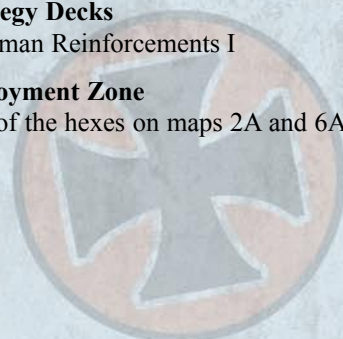 egy Decks
man Reinforcements I
oyment Zone
of the hexes on maps 2A and 6A